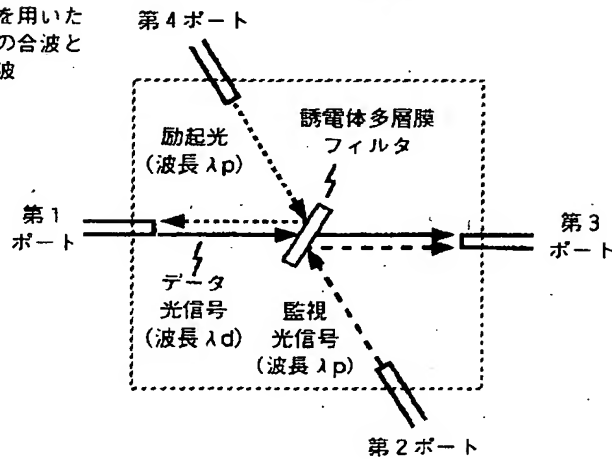 を用いた
の合波と
波
第4ポート
励起光
(波長λp)
誘電体多層膜
フィルタ
第1
ポート
第3
ポート
データ
光信号
(波長λd)
監視
光信号
(波長λp)
第2ポート